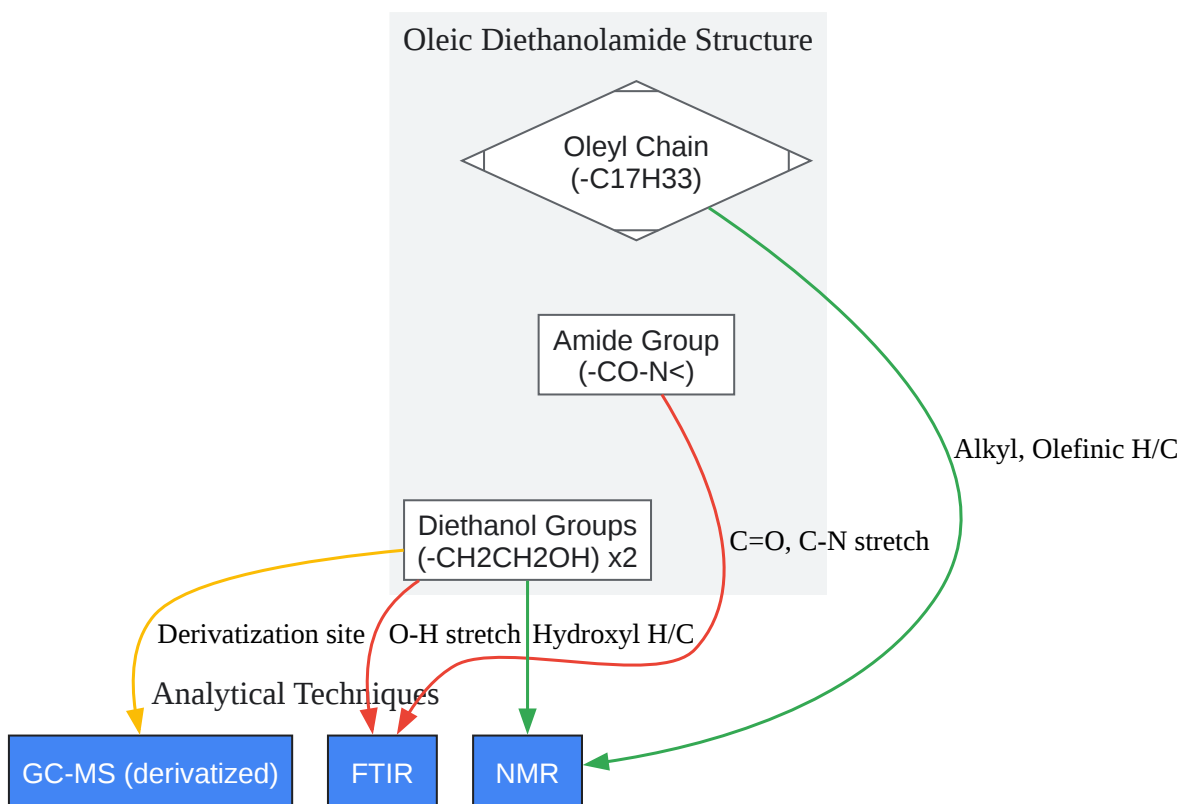 Oleic Diethanolamide Structure
Oleyl Chain
(-C17H33)
Amide Group
(-CO-N<)
Alkyl, Olefinic H/C
Diethanol Groups
(-CH2CH2OH) x2
C=O, C-N stretch
Derivatization site
O-H stretch
Hydroxyl H/C
Analytical Techniques
GC-MS (derivatized)
FTIR
NMR